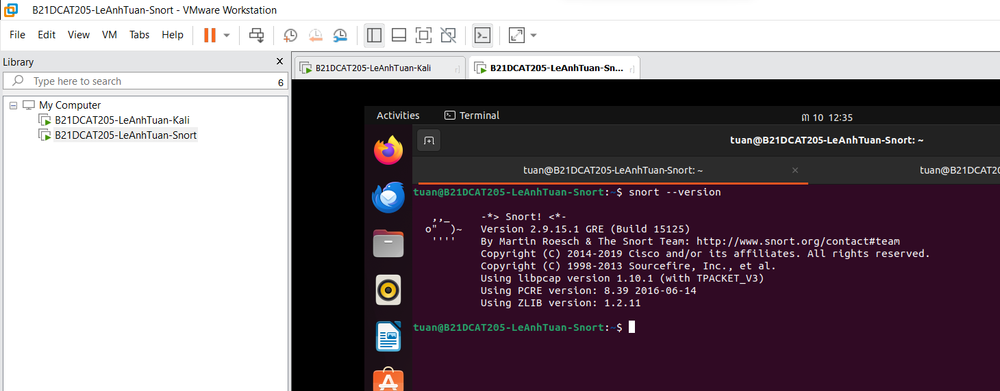 B21DCAT205-LeAnhTuan-Snort - VMware Workstation
File Edit View VM Tabs Help
Library
Type here to search
6
My Computer
B21DCAT205-LeAnhTuan-Kali
B21DCAT205-LeAnhTuan-Snort
B21DCAT205-LeAnhTuan-Kali
B21DCAT205-LeAnhTuan-Sn...
Activities Terminal
10 12:35
tuan@B21DCAT205-LeAnhTuan-Snort: ~
tuan@B21DCAT205-LeAnhTuan-Snort: ~
tuan@B21DCAT20
tuan@B21DCAT205-LeAnhTuan-Snort:~$ snort --version
,,_ -*> Snort! <*-
o" )~ Version 2.9.15.1 GRE (Build 15125)
'''' By Martin Roesch & The Snort Team: http://www.snort.org/contact#team
Copyright (C) 2014-2019 Cisco and/or its affiliates. All rights reserved.
Copyright (C) 1998-2013 Sourcefire, Inc., et al.
Using libpcap version 1.10.1 (with TPACKET_V3)
Using PCRE version: 8.39 2016-06-14
Using ZLIB version: 1.2.11
tuan@B21DCAT205-LeAnhTuan-Snort:~$